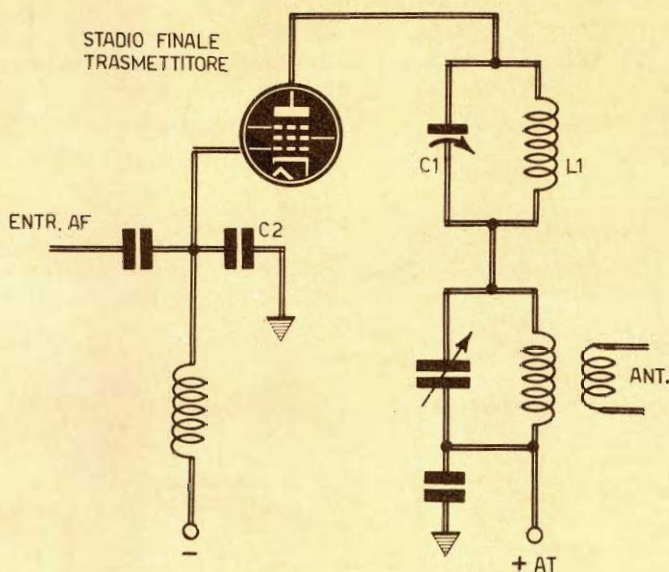 STADIO FINALE
TRASMETTITORE
C1
L1
ENTR. AF
C2
ANT.
-
+ AT